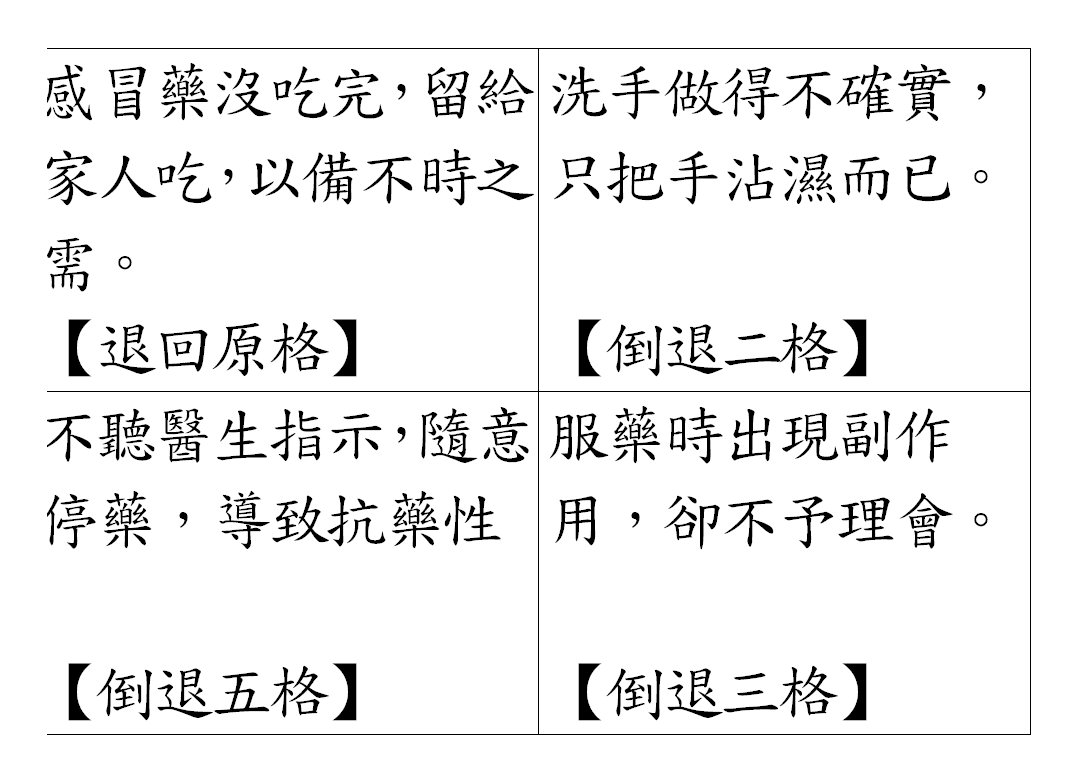 感冒藥沒吃完，留給
家人吃，以備不時之
需。
【退回原格】
洗手做得不確實，
只把手沾濕而已。
【倒退二格】
不聽醫生指示，隨意
停藥，導致抗藥性
【倒退五格】
服藥時出現副作
用，卻不予理會。
【倒退三格】